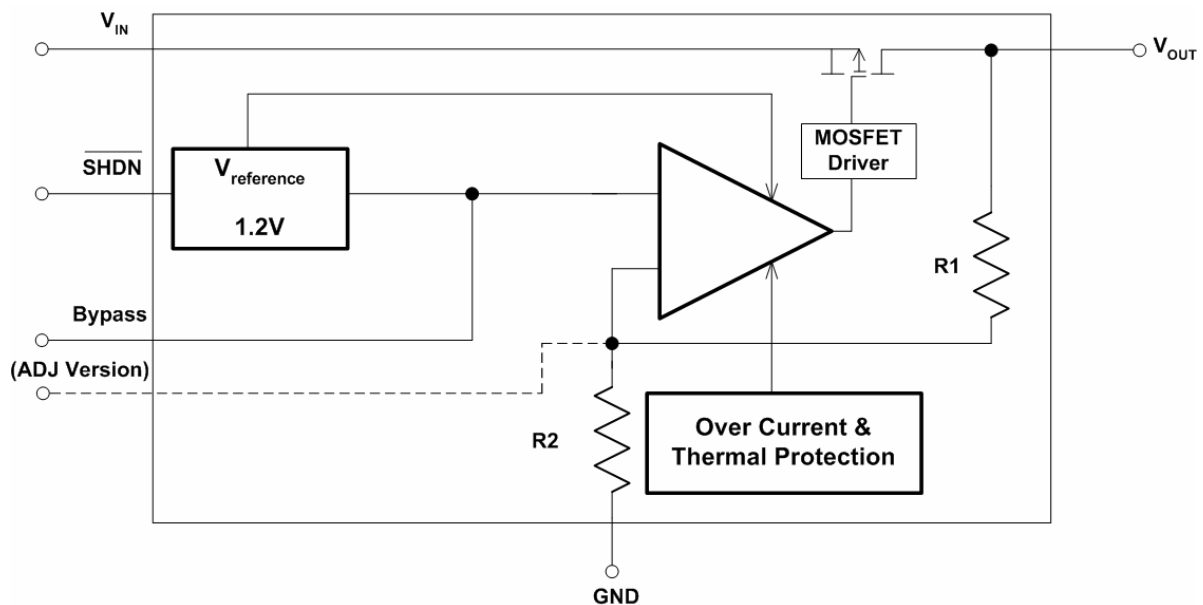 V_IN
V_OUT
MOSFET
Driver
SHDN
V_reference
1.2V
R1
Bypass
(ADJ Version)
R2
Over Current &
Thermal Protection
GND